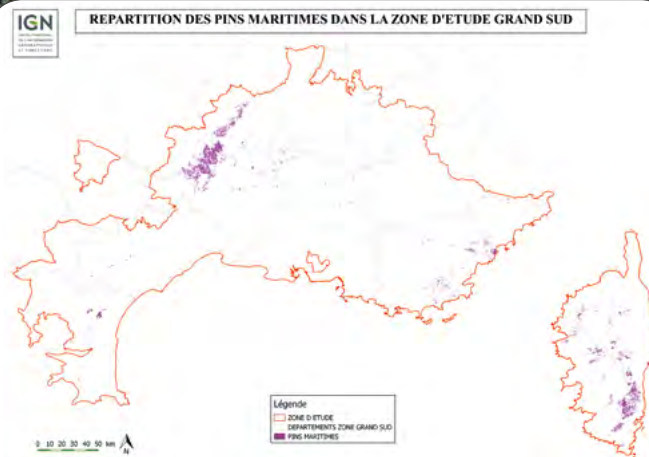 IGN
REPARTITION DES PINS MARITIMES DANS LA ZONE D'ETUDE GRAND SUD
Légende
ZONE D ETUDE
DEPARTEMENTS ZONE GRAND SUD
PINS MARITIMES
0 10 20 30 40 50 km
N